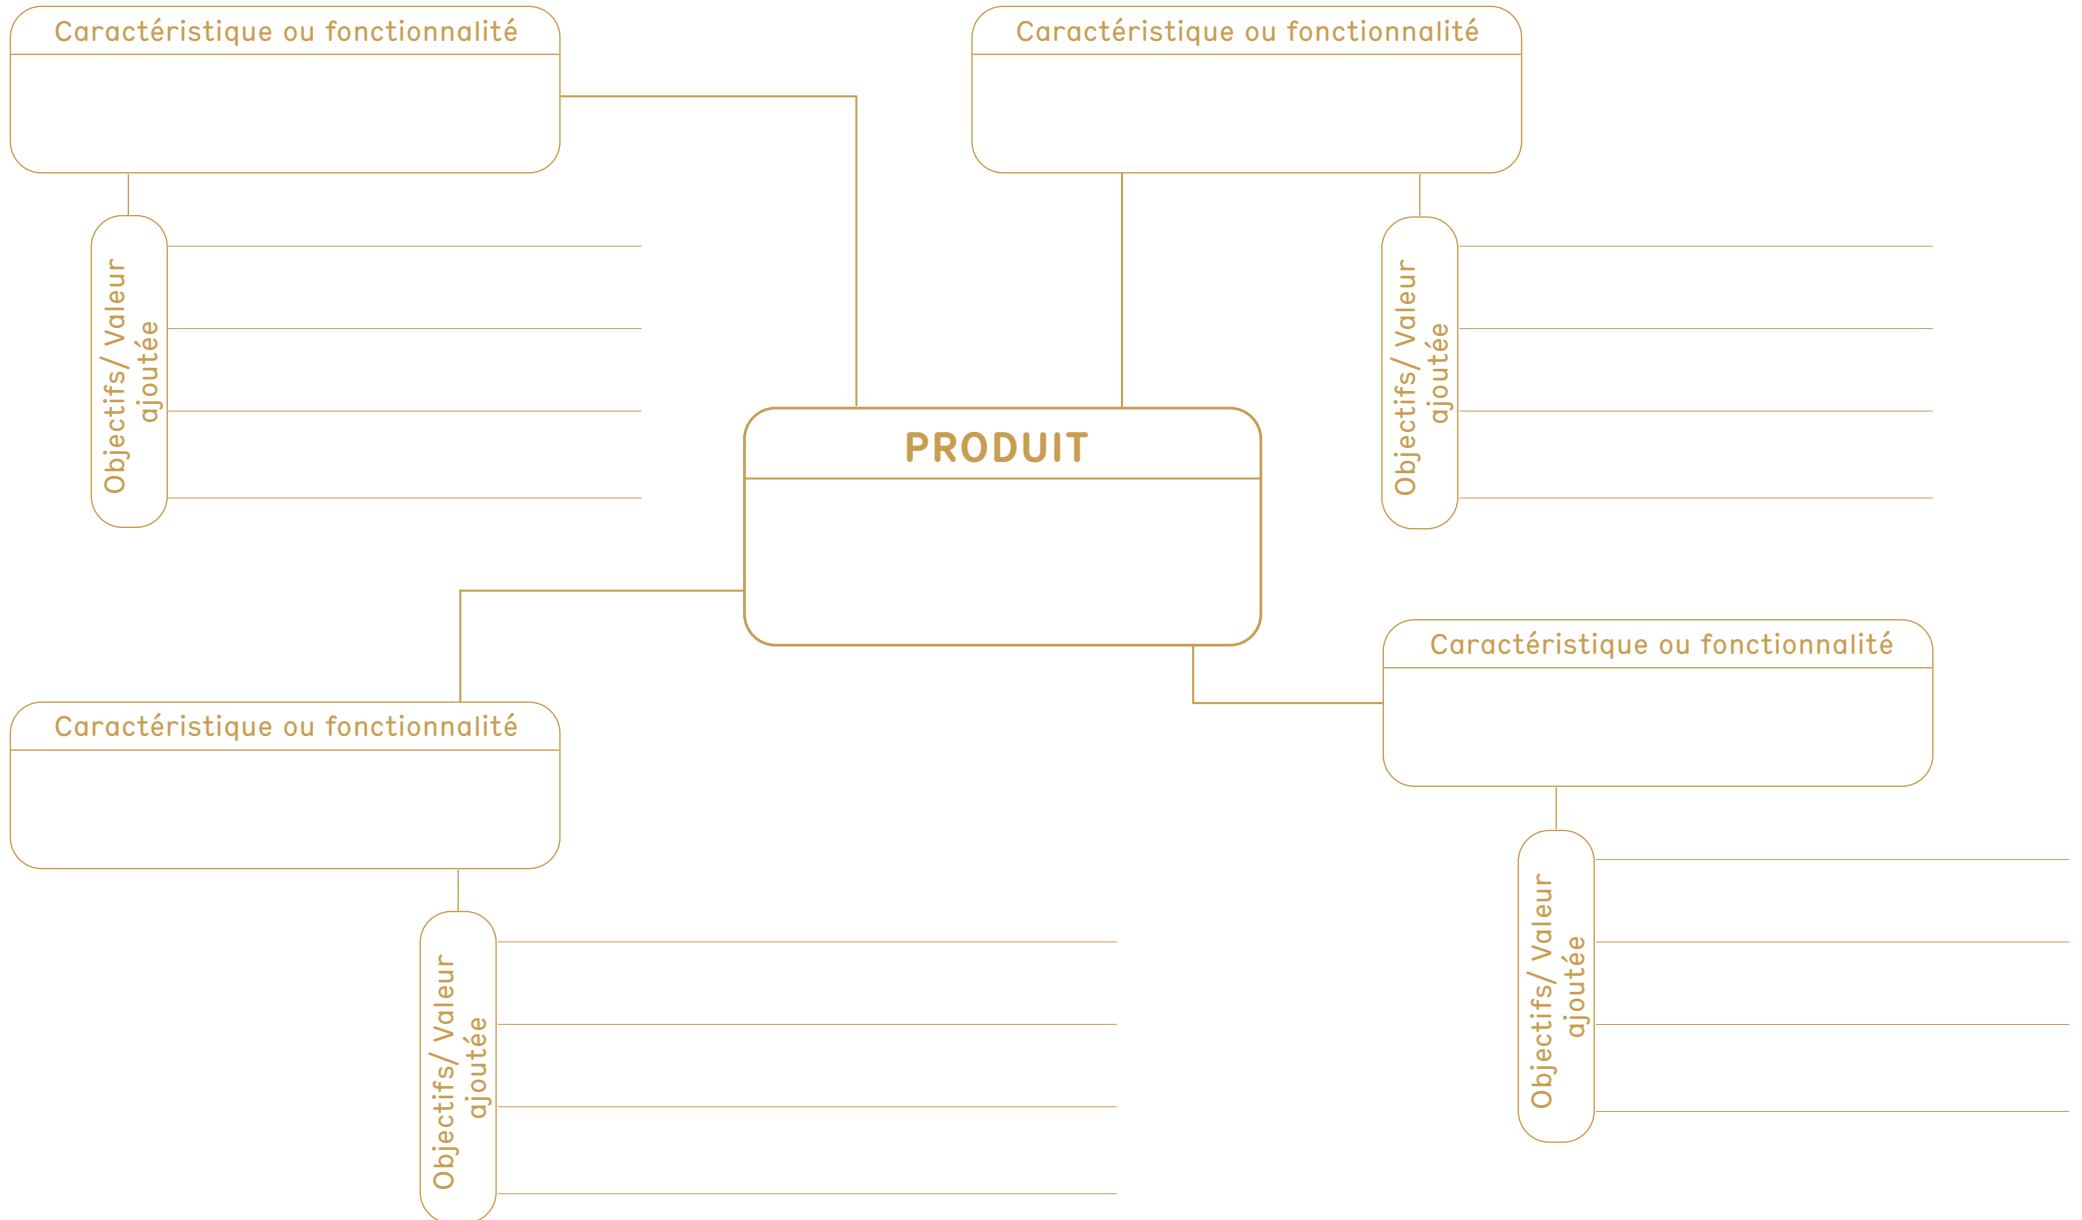 Caractéristique ou fonctionnalité
Caractéristique ou fonctionnalité
Objectifs/ Valeur
ajoutée
Objectifs/ Valeur
ajoutée
PRODUIT
Caractéristique ou fonctionnalité
Caractéristique ou fonctionnalité
Objectifs/ Valeur
ajoutée
Objectifs/ Valeur
ajoutée